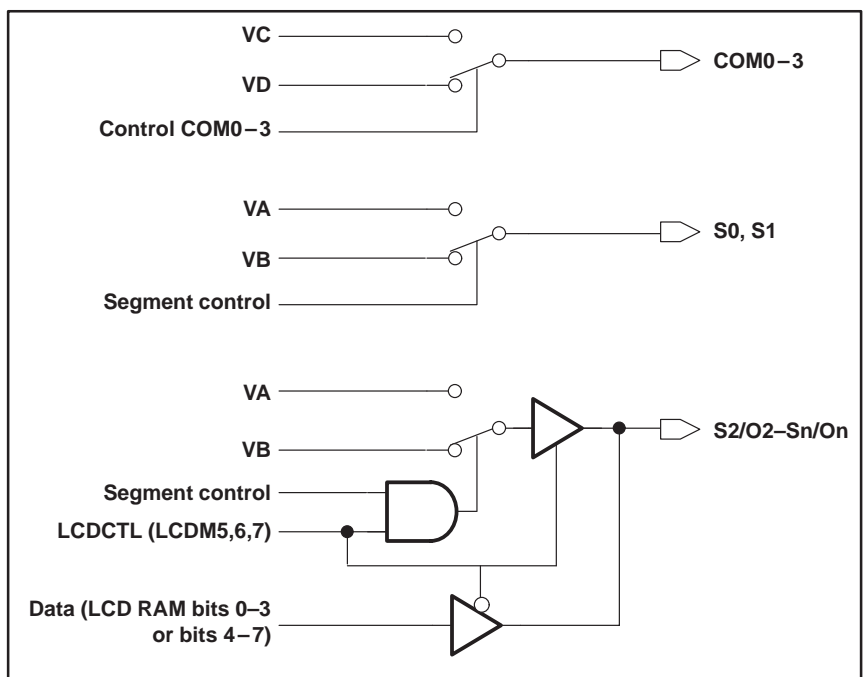 VC
COM0–3
VD
Control COM0–3
VA
S0, S1
VB
Segment control
VA
S2/O2–Sn/On
VB
Segment control
LCDCTL (LCDM5,6,7)
Data (LCD RAM bits 0–3
or bits 4–7)